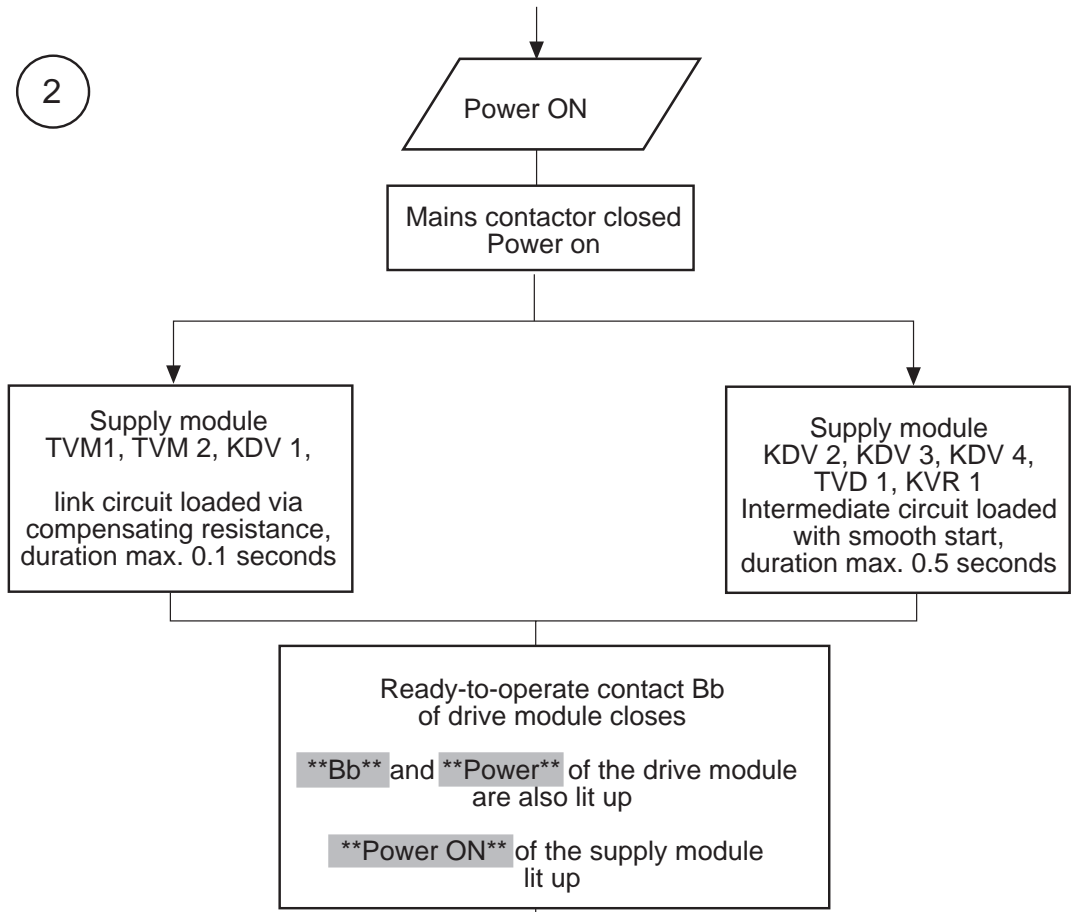 2
Power ON
Mains contactor closed
Power on
Supply module
TVM1, TVM 2, KDV 1,
link circuit loaded via
compensating resistance,
duration max. 0.1 seconds
Supply module
KDV 2, KDV 3, KDV 4,
TVD 1, KVR 1
Intermediate circuit loaded
with smooth start,
duration max. 0.5 seconds
Ready-to-operate contact Bb
of drive module closes
**Bb** and **Power** of the drive module
are also lit up
**Power ON** of the supply module
lit up